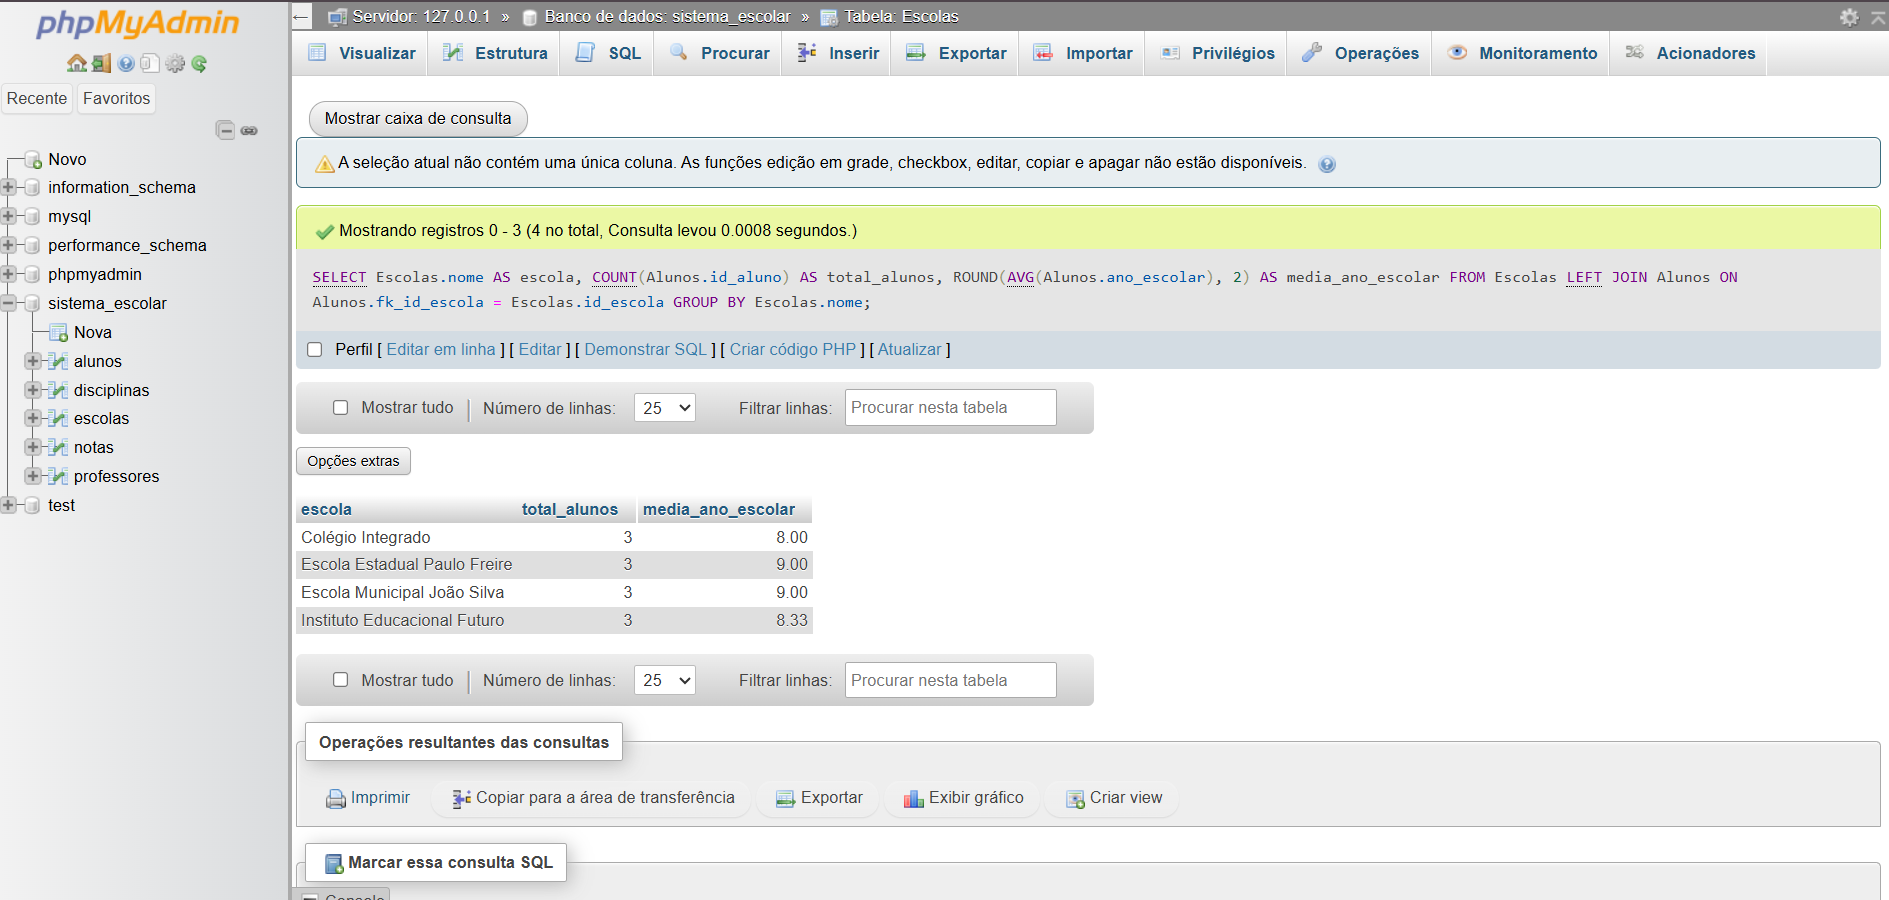 phpMyAdmin
Recente Favoritos
Novo
information_schema
mysql
performance_schema
phpmyadmin
sistema_escolar
Nova
alunos
disciplinas
escolas
notas
professores
test
← Servidor: 127.0.0.1 » Banco de dados: sistema_escolar » Tabela: Escolas
Visualizar Estrutura SQL Procurar Inserir Exportar Importar Privilégios Operações Monitoramento Acionadores
Mostrar caixa de consulta
A seleção atual não contém uma única coluna. As funções edição em grade, checkbox, editar, copiar e apagar não estão disponíveis.
Mostrando registros 0 - 3 (4 no total, Consulta levou 0.0008 segundos.)
SELECT Escolas.nome AS escola, COUNT(Alunos.id_aluno) AS total_alunos, ROUND(AVG(Alunos.ano_escolar), 2) AS media_ano_escolar FROM Escolas LEFT JOIN Alunos ON
Alunos.fk_id_escola = Escolas.id_escola GROUP BY Escolas.nome;
Perfil [ Editar em linha ] [ Editar ] [ Demonstrar SQL ] [ Criar código PHP ] [ Atualizar ]
Mostrar tudo Número de linhas: 25 Filtrar linhas: Procurar nesta tabela
Opções extras
escola total_alunos media_ano_escolar
Colégio Integrado 3 8.00
Escola Estadual Paulo Freire 3 9.00
Escola Municipal João Silva 3 9.00
Instituto Educacional Futuro 3 8.33
Mostrar tudo Número de linhas: 25 Filtrar linhas: Procurar nesta tabela
Operações resultantes das consultas
Imprimir Copiar para a área de transferência Exportar Exibir gráfico Criar view
Marcar essa consulta SQL
Console